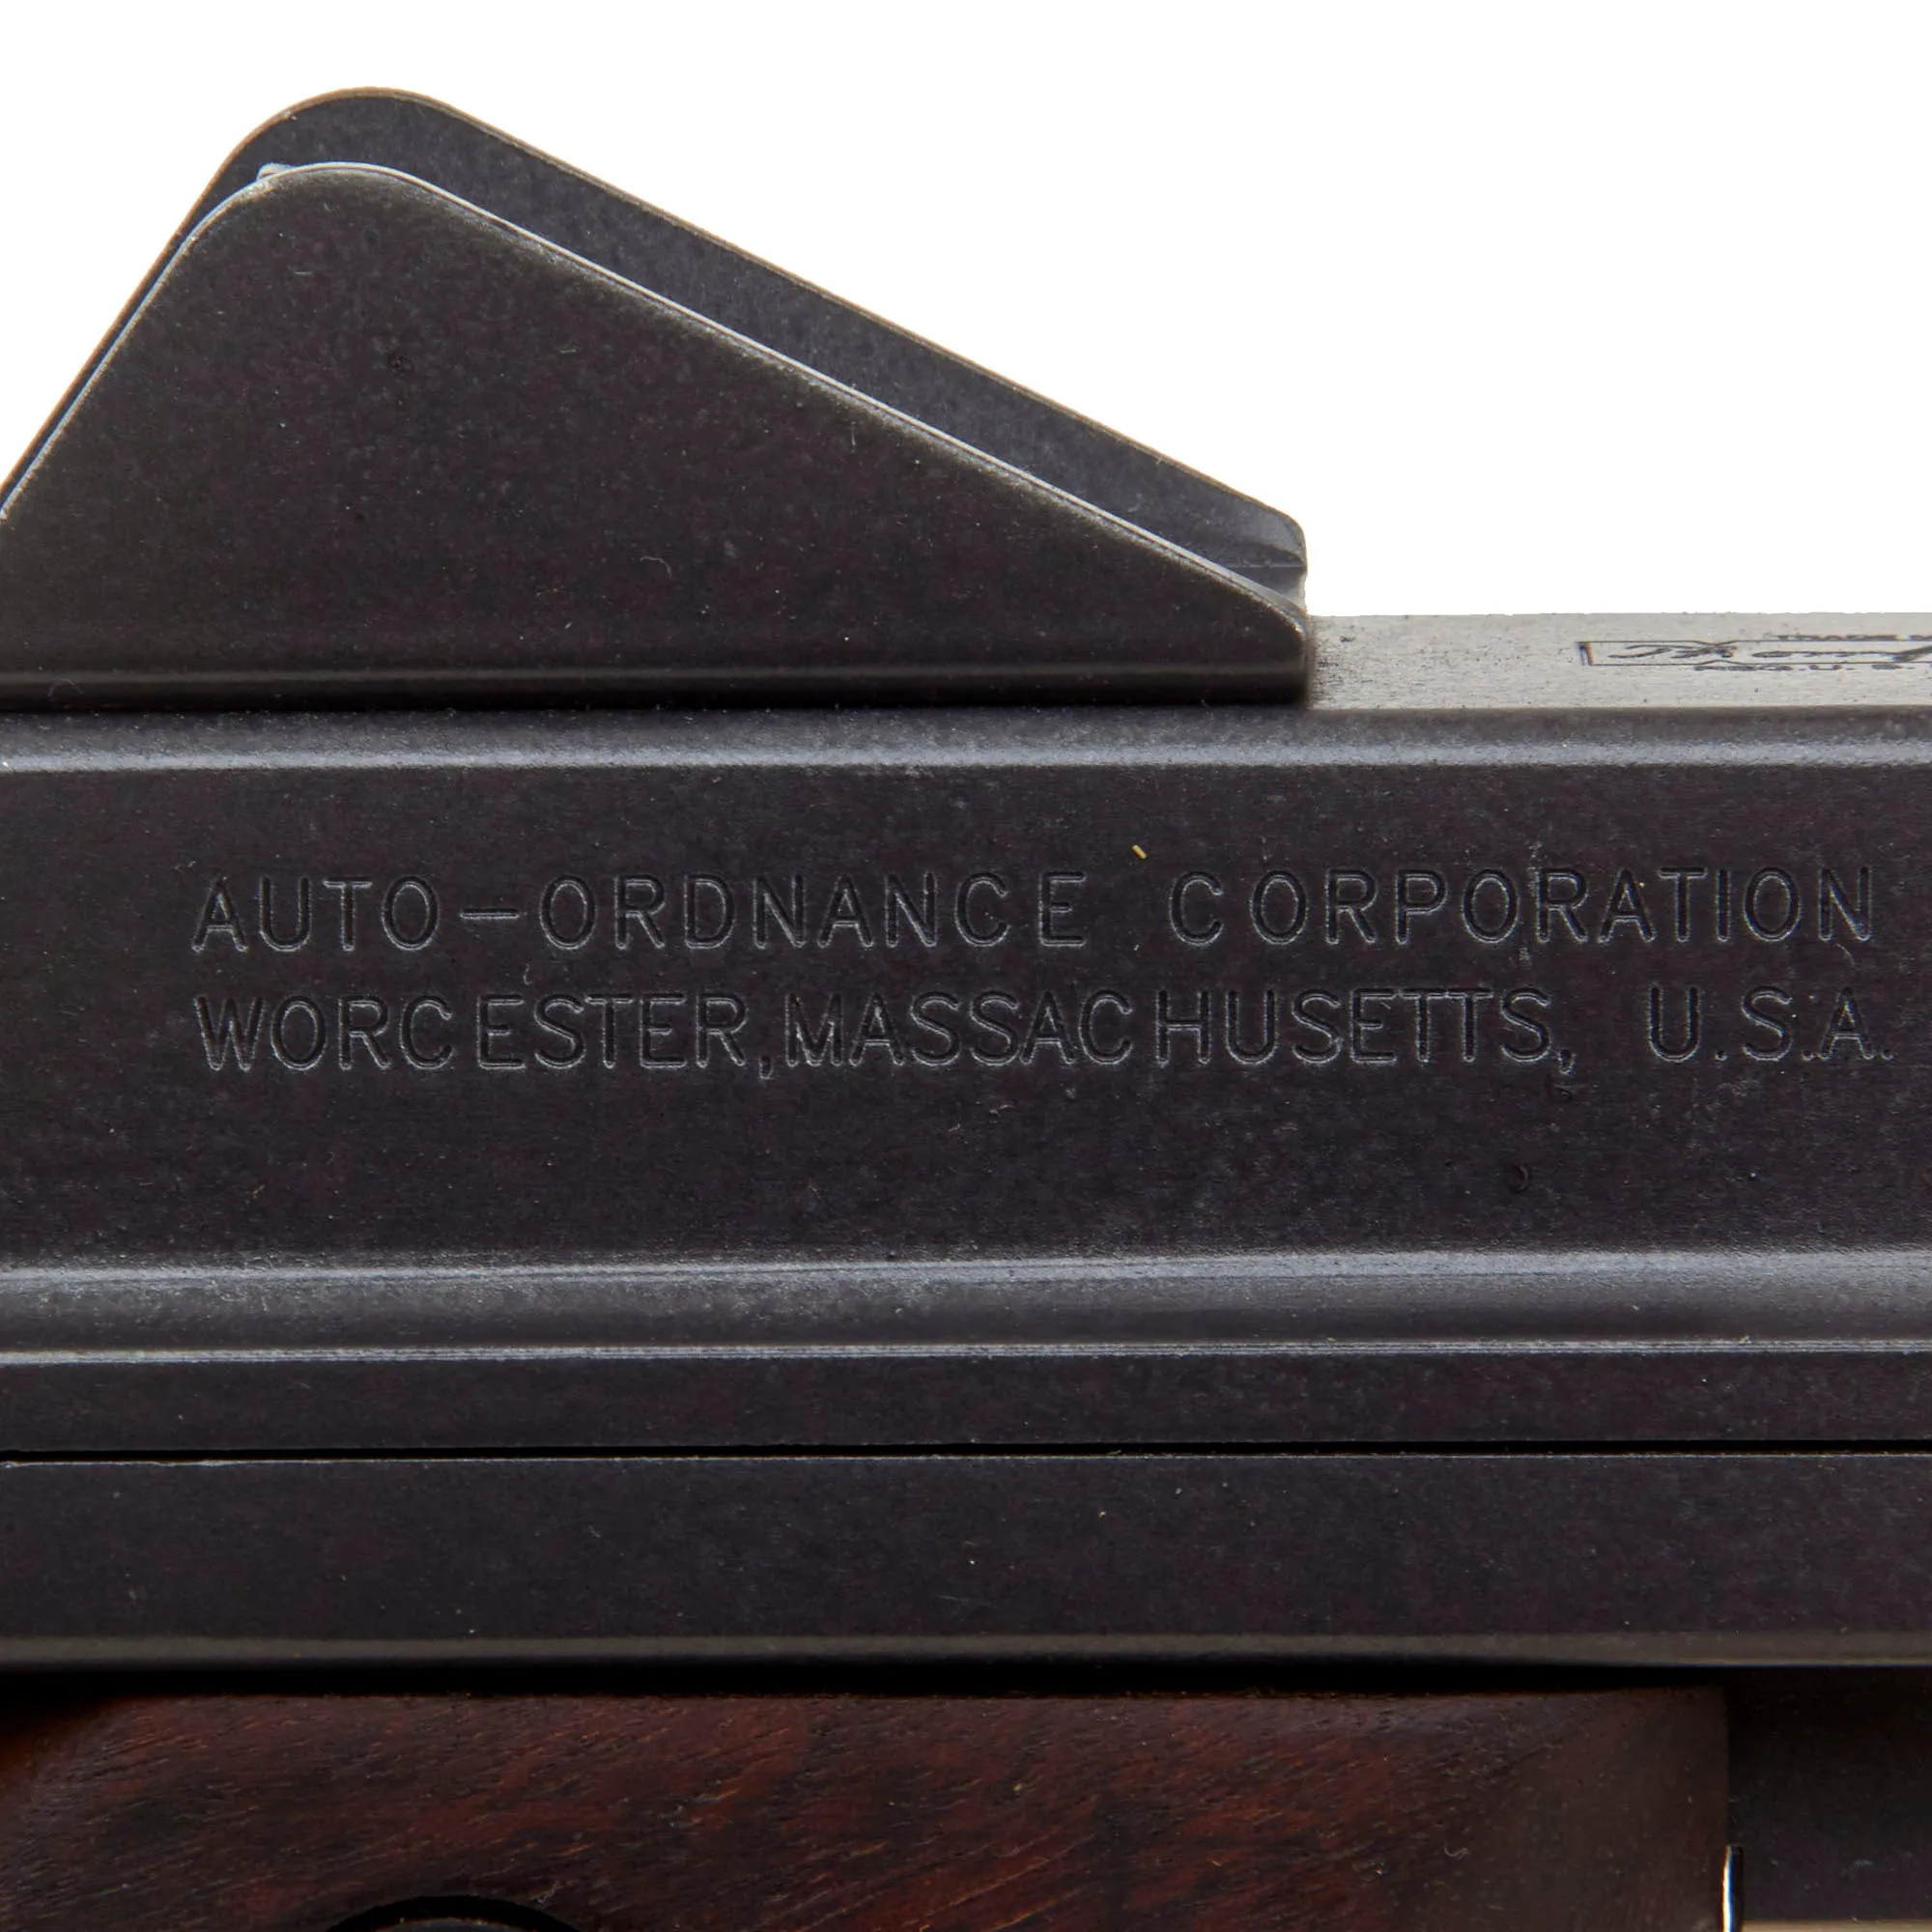 AUTO-ORDNANCE CORPORATION
WORCESTER, MASSACHUSETTS, U.S.A.